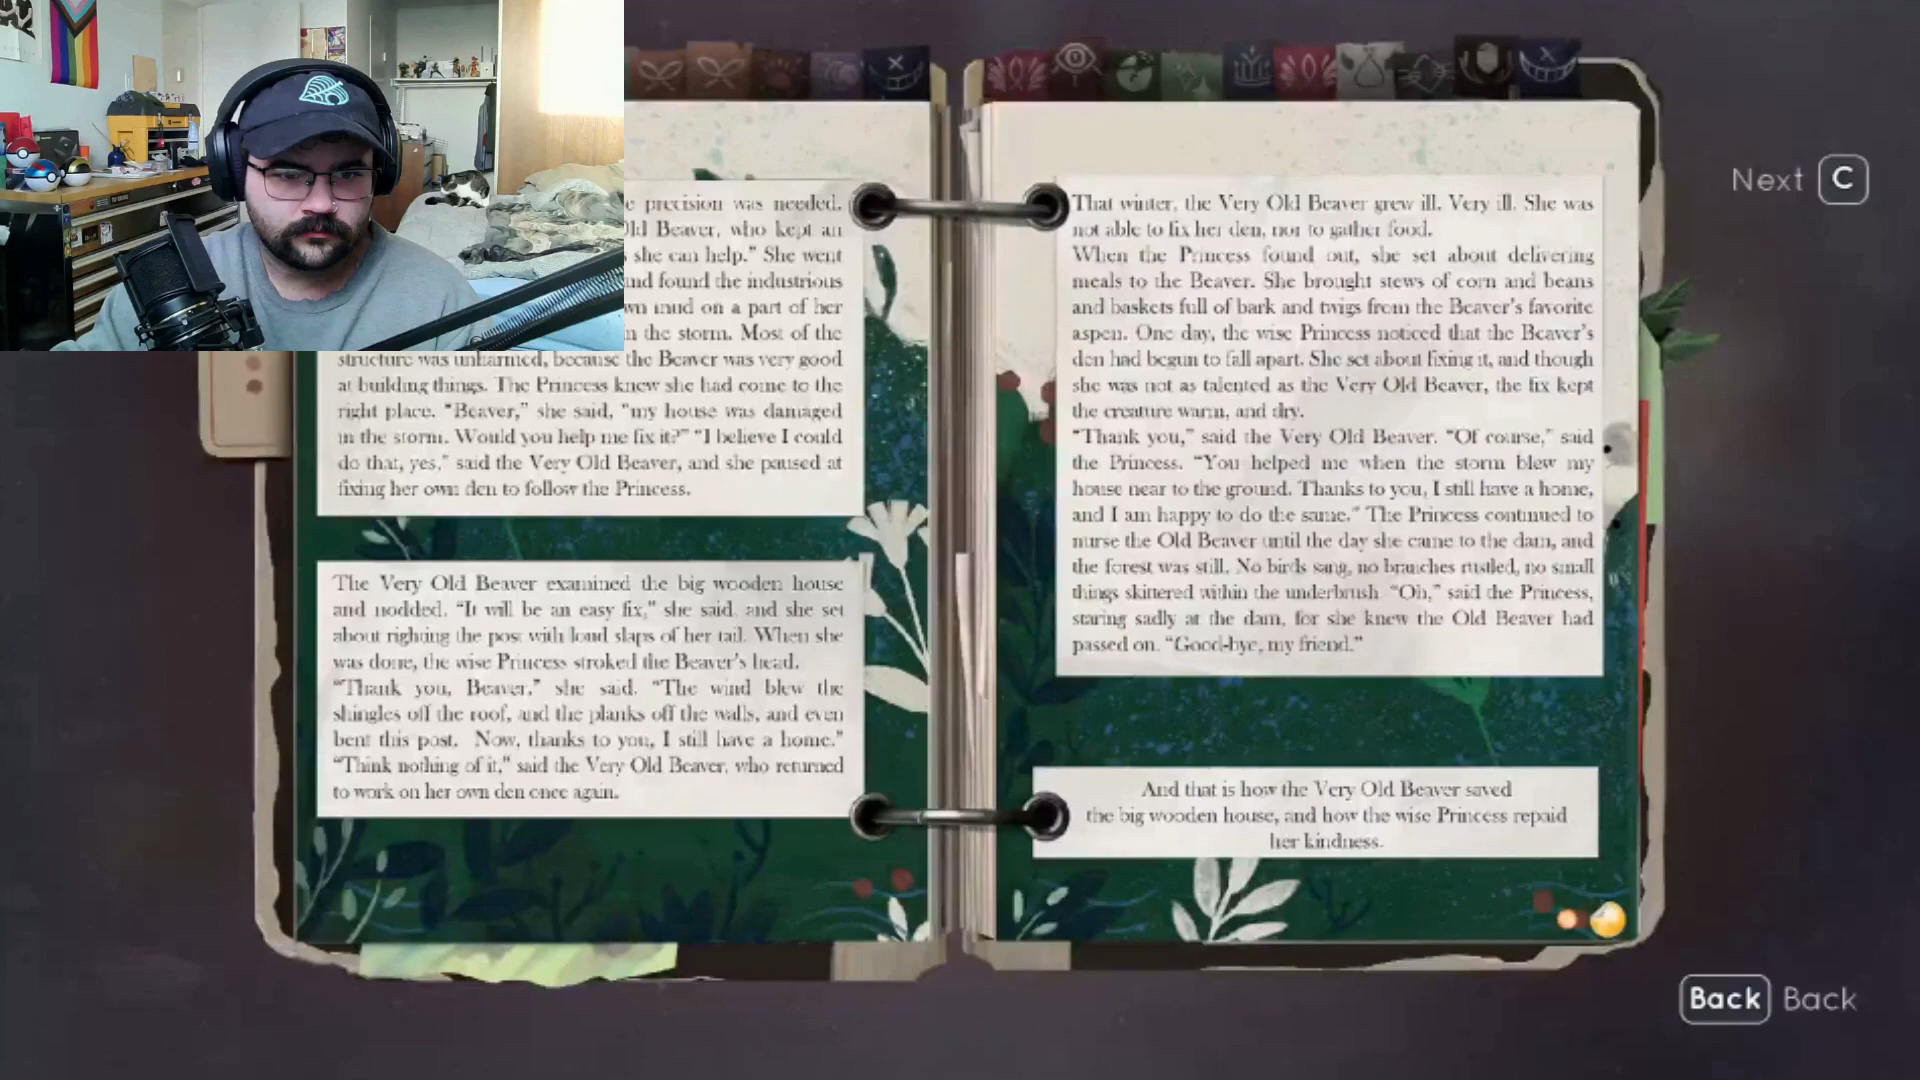 e precision was needed.
ld Beaver, who kept an
she can help." She went
nd found the industrious
wn mud on a part of her
n the storm. Most of the
structure was unharmed, because the Beaver was very good
at building things. The Princess knew she had come to the
right place. "Beaver," she said, "my house was damaged
in the storm. Would you help me fix it?" "I believe I could
do that, yes," said the Very Old Beaver, and she paused at
fixing her own den to follow the Princess.
The Very Old Beaver examined the big wooden house
and nodded. "It will be an easy fix," she said, and she set
about righting the post with loud slaps of her tail. When she
was done, the wise Princess stroked the Beaver's head.
"Thank you, Beaver," she said. "The wind blew the
shingles off the roof, and the planks off the walls, and even
bent this post. Now, thanks to you, I still have a home."
"Think nothing of it," said the Very Old Beaver, who returned
to work on her own den once again.
That winter, the Very Old Beaver grew ill. Very ill. She was
not able to fix her den, nor to gather food.
When the Princess found out, she set about delivering
meals to the Beaver. She brought stews of corn and beans
and baskets full of bark and twigs from the Beaver's favorite
aspen. One day, the wise Princess noticed that the Beaver's
den had begun to fall apart. She set about fixing it, and though
she was not as talented as the Very Old Beaver, the fix kept
the creature warm, and dry.
"Thank you," said the Very Old Beaver. "Of course," said
the Princess. "You helped me when the storm blew my
house near to the ground. Thanks to you, I still have a home,
and I am happy to do the same." The Princess continued to
nurse the Old Beaver until the day she came to the dam, and
the forest was still. No birds sang, no branches rustled, no small
things skittered within the underbrush. "Oh," said the Princess,
staring sadly at the dam, for she knew the Old Beaver had
passed on. "Good-bye, my friend."
And that is how the Very Old Beaver saved
the big wooden house, and how the wise Princess repaid
her kindness.
Next C
Back Back